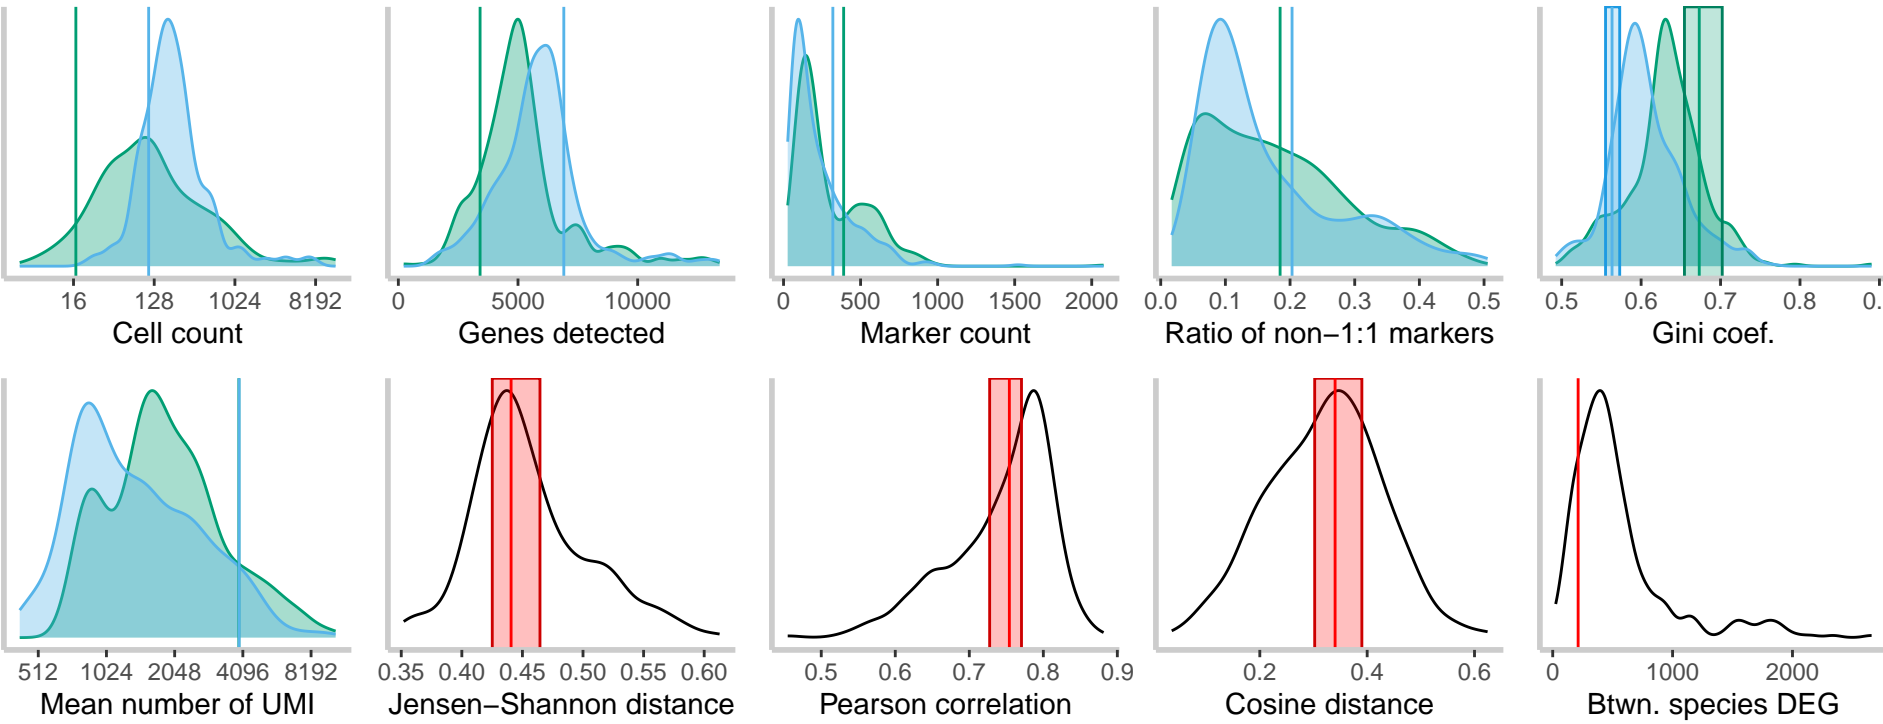 16 128 1024 8192
Cell count
0 5000 10000
Genes detected
0 500 1000 1500 2000
Marker count
0.0 0.1 0.2 0.3 0.4 0.5
Ratio of non−1:1 markers
0.5 0.6 0.7 0.8 0.
Gini coef.
512 1024 2048 4096 8192
Mean number of UMI
0.35 0.40 0.45 0.50 0.55 0.60
Jensen−Shannon distance
0.5 0.6 0.7 0.8 0.9
Pearson correlation
0.2 0.4 0.6
Cosine distance
0 1000 2000
Btwn. species DEG